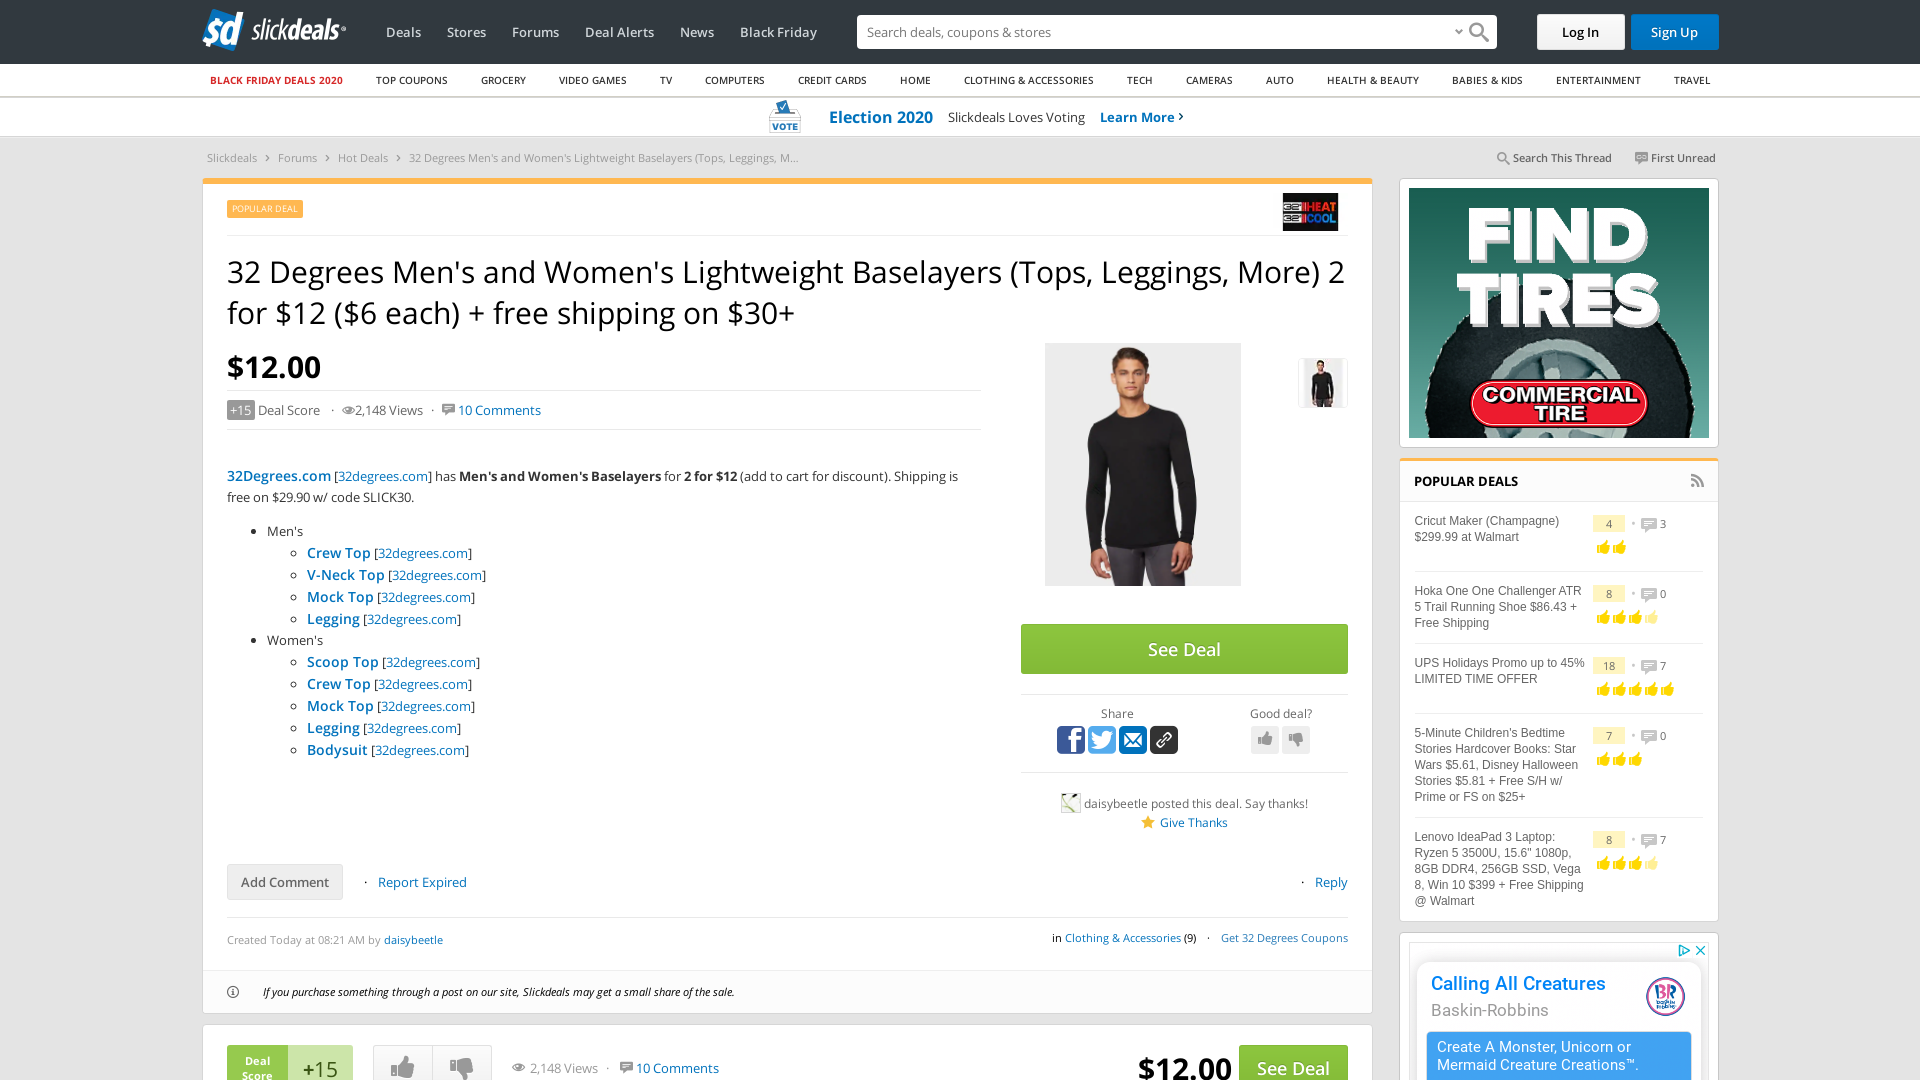 slickdeals
Deals Stores Forums Deal Alerts News Black Friday
Search deals, coupons & stores
Log In Sign Up
BLACK FRIDAY DEALS 2020 TOP COUPONS GROCERY VIDEO GAMES TV COMPUTERS CREDIT CARDS HOME CLOTHING & ACCESSORIES TECH CAMERAS AUTO HEALTH & BEAUTY BABIES & KIDS ENTERTAINMENT TRAVEL
VOTE Election 2020 Slickdeals Loves Voting Learn More
Slickdeals Forums Hot Deals 32 Degrees Men's and Women's Lightweight Baselayers (Tops, Leggings, M...
Search This Thread First Unread
POPULAR DEAL
32° HEAT
32° COOL
32 Degrees Men's and Women's Lightweight Baselayers (Tops, Leggings, More) 2
for $12 ($6 each) + free shipping on $30+
$12.00
+15 Deal Score · 2,148 Views · 10 Comments
32Degrees.com [32degrees.com] has Men's and Women's Baselayers for 2 for $12 (add to cart for discount). Shipping is
free on $29.90 w/ code SLICK30.
Men's
Crew Top [32degrees.com]
V-Neck Top [32degrees.com]
Mock Top [32degrees.com]
Legging [32degrees.com]
Women's
Scoop Top [32degrees.com]
Crew Top [32degrees.com]
Mock Top [32degrees.com]
Legging [32degrees.com]
Bodysuit [32degrees.com]
See Deal
Share Good deal?
daisybeetle posted this deal. Say thanks!
Give Thanks
Add Comment · Report Expired
· Reply
Created Today at 08:21 AM by daisybeetle
in Clothing & Accessories (9) · Get 32 Degrees Coupons
If you purchase something through a post on our site, Slickdeals may get a small share of the sale.
Deal
Score
+15
2,148 Views · 10 Comments
$12.00 See Deal
FIND
TIRES
COMMERCIAL
TIRE
POPULAR DEALS
Cricut Maker (Champagne)
$299.99 at Walmart
4 · 3
Hoka One One Challenger ATR
5 Trail Running Shoe $86.43 +
Free Shipping
8 · 0
UPS Holidays Promo up to 45%
LIMITED TIME OFFER
18 · 7
5-Minute Children's Bedtime
Stories Hardcover Books: Star
Wars $5.61, Disney Halloween
Stories $5.81 + Free S/H w/
Prime or FS on $25+
7 · 0
Lenovo IdeaPad 3 Laptop:
Ryzen 5 3500U, 15.6" 1080p,
8GB DDR4, 256GB SSD, Vega
8, Win 10 $399 + Free Shipping
@ Walmart
8 · 7
Calling All Creatures
Baskin-Robbins
BR
Create A Monster, Unicorn or
Mermaid Creature Creations™.